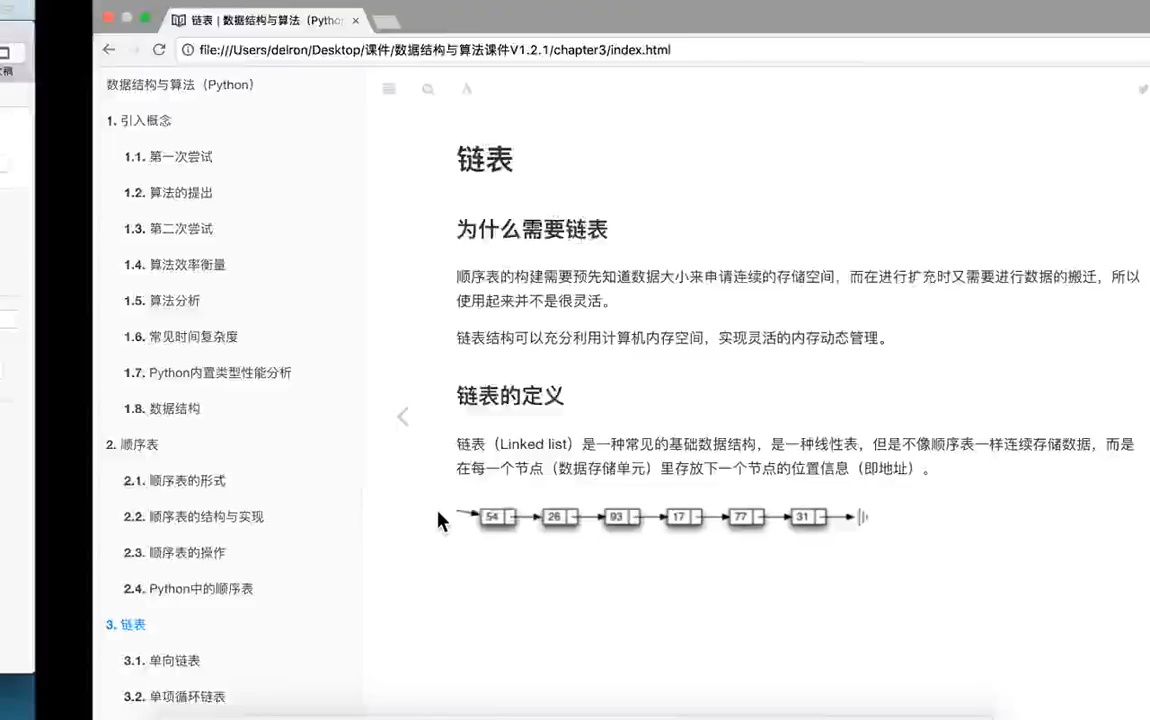 链表 | 数据结构与算法（Pytho
file:///Users/delron/Desktop/课件/数据结构与算法课件V1.2.1/chapter3/index.html
数据结构与算法（Python）
1. 引入概念
1.1. 第一次尝试
1.2. 算法的提出
1.3. 第二次尝试
1.4. 算法效率衡量
1.5. 算法分析
1.6. 常见时间复杂度
1.7. Python内置类型性能分析
1.8. 数据结构
2. 顺序表
2.1. 顺序表的形式
2.2. 顺序表的结构与实现
2.3. 顺序表的操作
2.4. Python中的顺序表
3. 链表
3.1. 单向链表
3.2. 单项循环链表
A
链表
为什么需要链表
顺序表的构建需要预先知道数据大小来申请连续的存储空间，而在进行扩充时又需要进行数据的搬迁，所以
使用起来并不是很灵活。
链表结构可以充分利用计算机内存空间，实现灵活的内存动态管理。
链表的定义
链表（Linked list）是一种常见的基础数据结构，是一种线性表，但是不像顺序表一样连续存储数据，而是
在每一个节点（数据存储单元）里存放下一个节点的位置信息（即地址）。
54 26 93 17 77 31